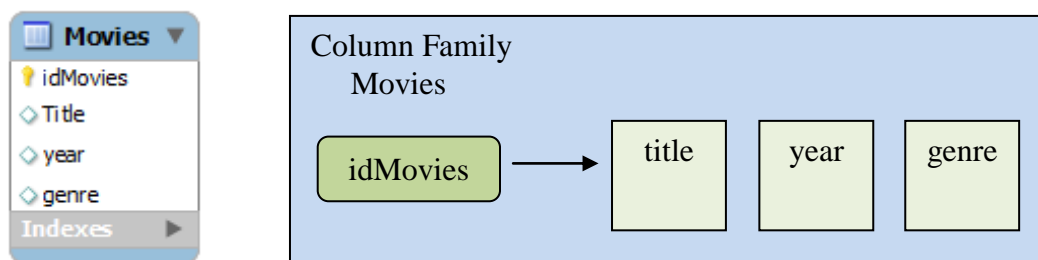 Movies
idMovies
Title
year
genre
Indexes
Column Family
Movies
idMovies
title
year
genre